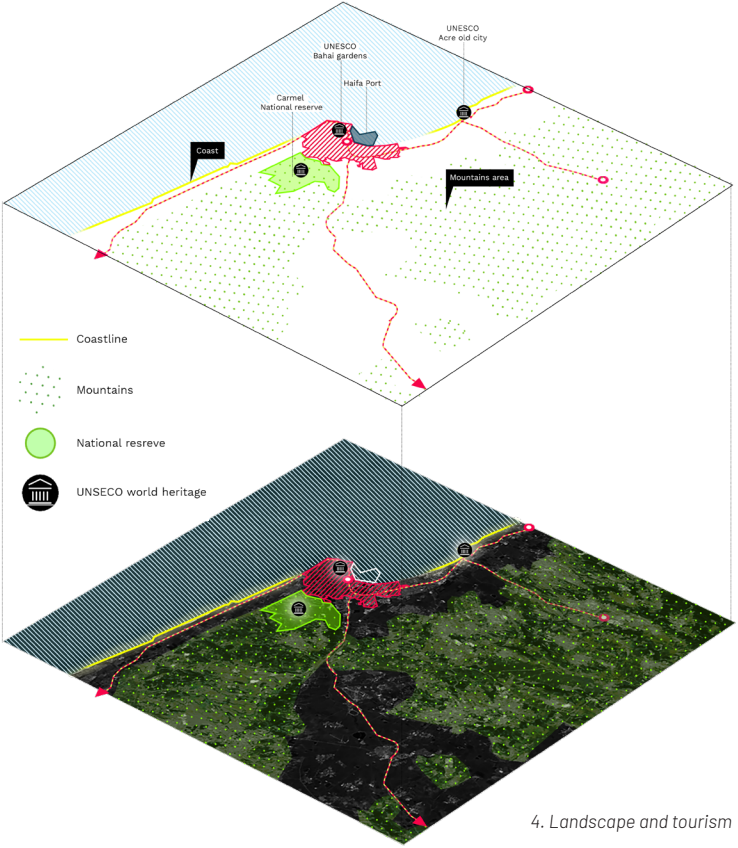 UNESCO
Acre old city
UNESCO
Bahai gardens
Haifa Port
Carmel
National reserve
Coast
Mountains area
Coastline
Mountains
National resreve
UNSECO world heritage
4. Landscape and tourism